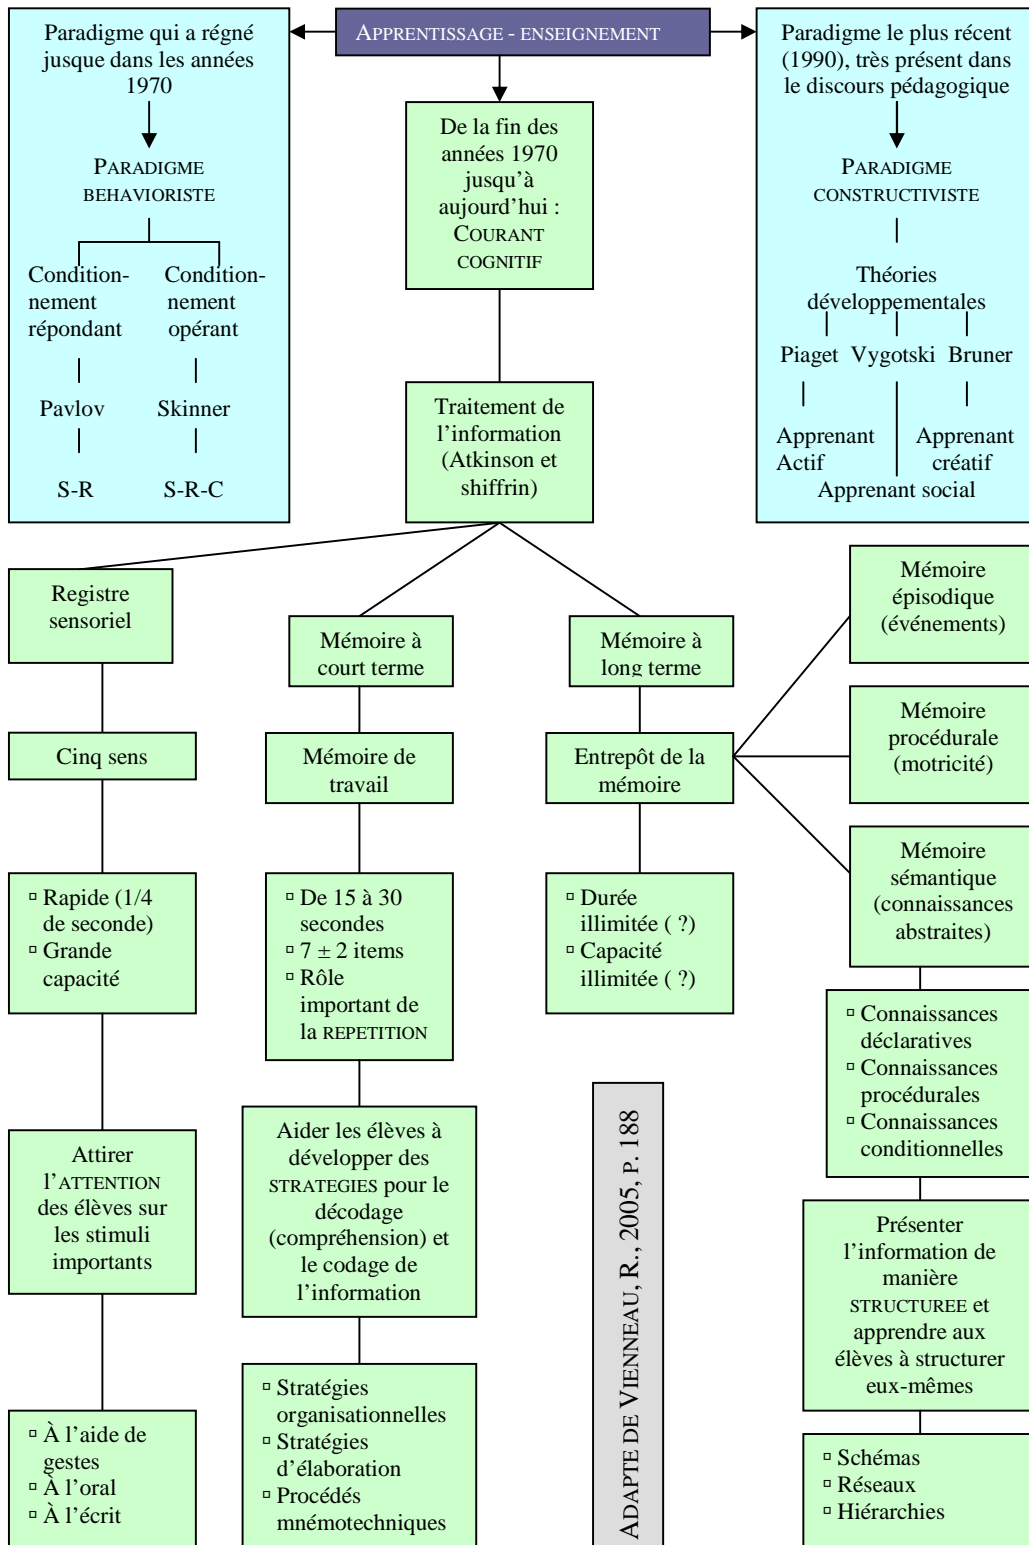 APPRENTISSAGE - ENSEIGNEMENT
Paradigme qui a régné
jusque dans les années
1970
PARADIGME
BEHAVIORISTE
Condition-
nement
répondant
Condition-
nement
opérant
Pavlov
Skinner
S-R
S-R-C
De la fin des
années 1970
jusqu’à
aujourd’hui :
COURANT
COGNITIF
Traitement de
l’information
(Atkinson et
shiffrin)
Paradigme le plus récent
(1990), très présent dans
le discours pédagogique
PARADIGME
CONSTRUCTIVISTE
Théories
développementales
Piaget Vygotski Bruner
Apprenant
Actif
Apprenant
créatif
Apprenant social
Registre
sensoriel
Cinq sens
▫ Rapide (1/4
de seconde)
▫ Grande
capacité
Attirer
l’ATTENTION
des élèves sur
les stimuli
importants
▫ À l’aide de
gestes
▫ À l’oral
▫ À l’écrit
Mémoire à
court terme
Mémoire de
travail
▫ De 15 à 30
secondes
▫ 7 ± 2 items
▫ Rôle
important de
la REPETITION
Aider les élèves à
développer des
STRATEGIES pour le
décodage
(compréhension) et
le codage de
l’information
▫ Stratégies
organisationnelles
▫ Stratégies
d’élaboration
▫ Procédés
mnémotechniques
Mémoire à
long terme
Entrepôt de la
mémoire
▫ Durée
illimitée ( ?)
▫ Capacité
illimitée ( ?)
ADAPTE DE VIENNEAU, R., 2005, P. 188
Mémoire
épisodique
(événements)
Mémoire
procédurale
(motricité)
Mémoire
sémantique
(connaissances
abstraites)
▫ Connaissances
déclaratives
▫ Connaissances
procédurales
▫ Connaissances
conditionnelles
Présenter
l’information de
manière
STRUCTUREE et
apprendre aux
élèves à structurer
eux-mêmes
▫ Schémas
▫ Réseaux
▫ Hiérarchies